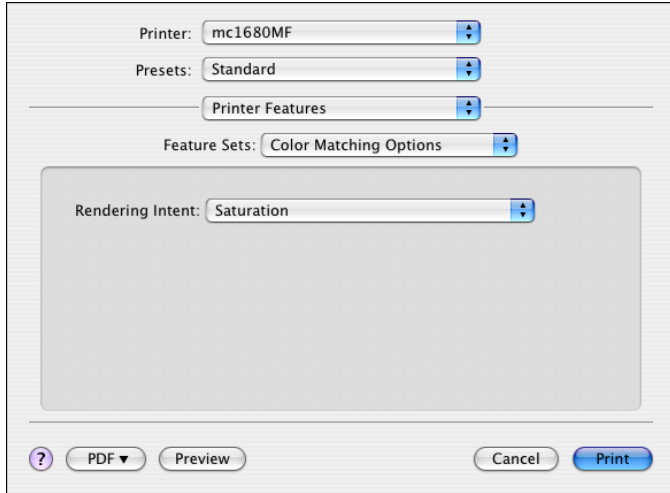 Printer: mc1680MF
Presets: Standard
Printer Features
Feature Sets: Color Matching Options
Rendering Intent: Saturation
? PDF▼ Preview Cancel Print